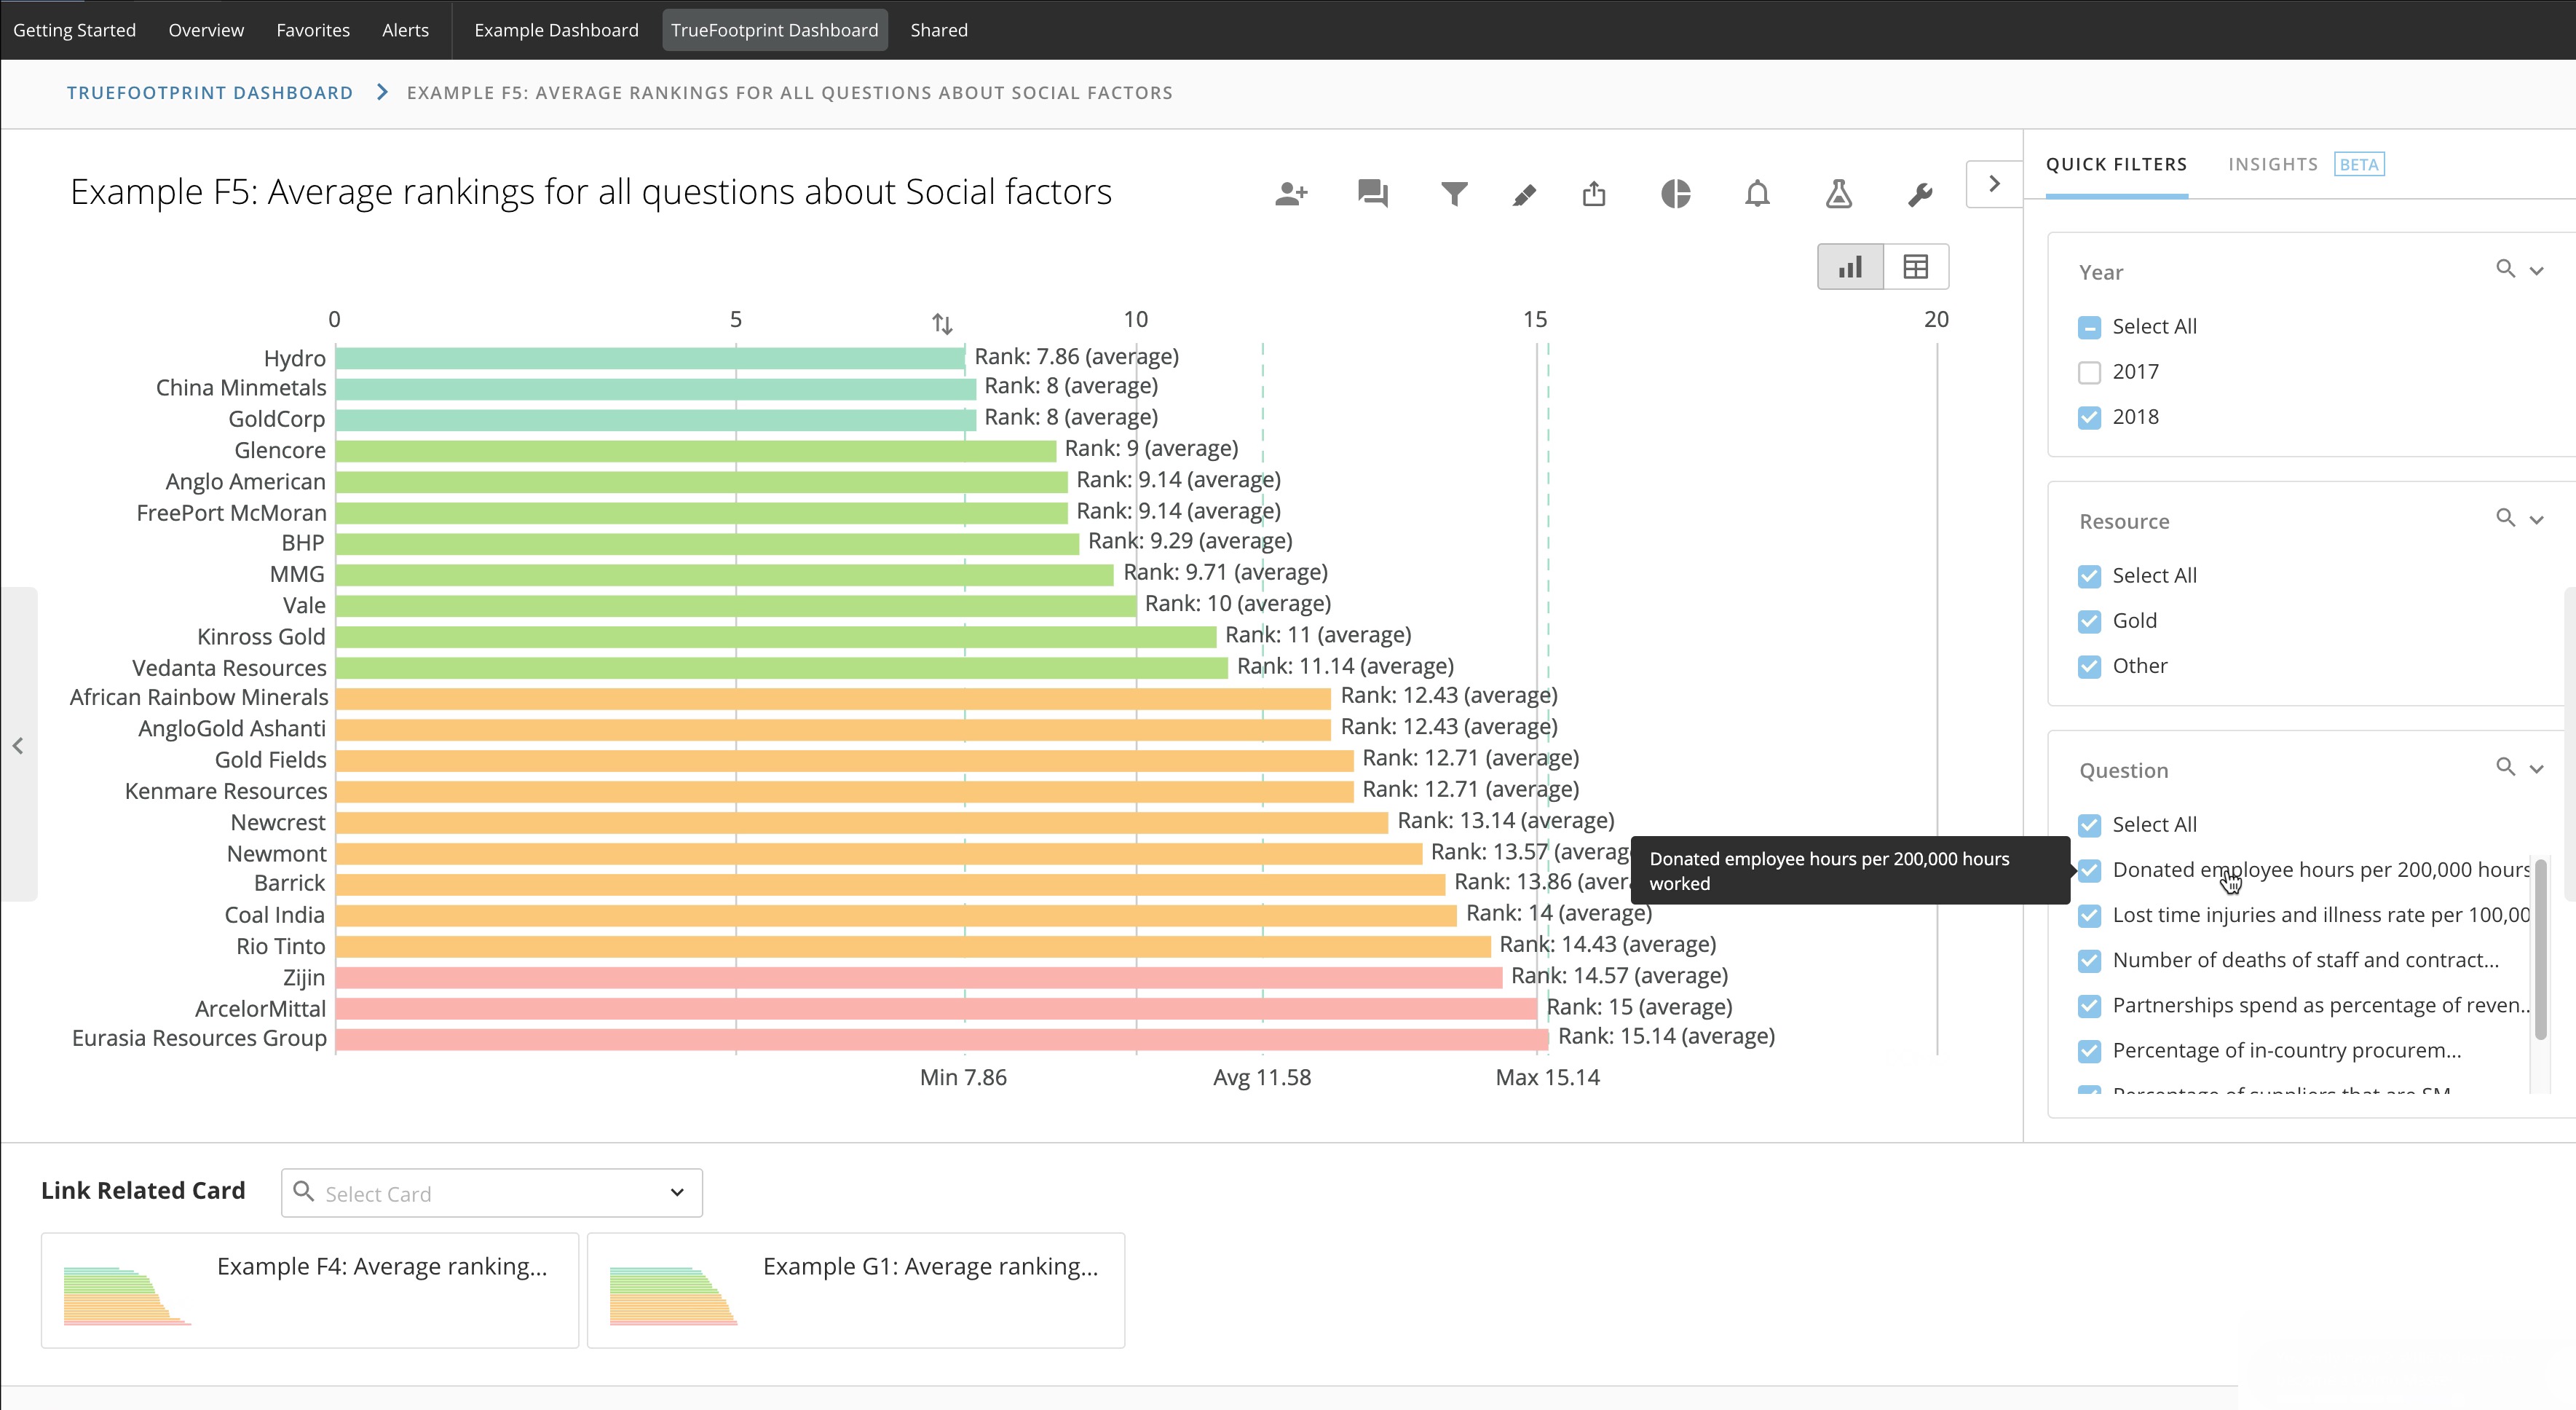 Getting Started Overview Favorites Alerts Example Dashboard TrueFootprint Dashboard Shared
TRUEFOOTPRINT DASHBOARD EXAMPLE F5: AVERAGE RANKINGS FOR ALL QUESTIONS ABOUT SOCIAL FACTORS
Example F5: Average rankings for all questions about Social factors
0 5 10 15 20
Hydro Rank: 7.86 (average)
China Minmetals Rank: 8 (average)
GoldCorp Rank: 8 (average)
Glencore Rank: 9 (average)
Anglo American Rank: 9.14 (average)
FreePort McMoran Rank: 9.14 (average)
BHP Rank: 9.29 (average)
MMG Rank: 9.71 (average)
Vale Rank: 10 (average)
Kinross Gold Rank: 11 (average)
Vedanta Resources Rank: 11.14 (average)
African Rainbow Minerals Rank: 12.43 (average)
AngloGold Ashanti Rank: 12.43 (average)
Gold Fields Rank: 12.71 (average)
Kenmare Resources Rank: 12.71 (average)
Newcrest Rank: 13.14 (average)
Newmont Rank: 13.57 (averag
Barrick Rank: 13.86 (aver
Coal India Rank: 14 (average)
Rio Tinto Rank: 14.43 (average)
Zijin Rank: 14.57 (average)
ArcelorMittal Rank: 15 (average)
Eurasia Resources Group Rank: 15.14 (average)
Min 7.86 Avg 11.58 Max 15.14
QUICK FILTERS INSIGHTS BETA
Year
Select All
2017
2018
Resource
Select All
Gold
Other
Question
Select All
Donated employee hours per 200,000 hours
Donated employee hours per 200,000 hours
worked
Lost time injuries and illness rate per 100,00
Number of deaths of staff and contract...
Partnerships spend as percentage of reven..
Percentage of in-country procurem...
Percentage of suppliers that are SM
Link Related Card Select Card
Example F4: Average ranking... Example G1: Average ranking...